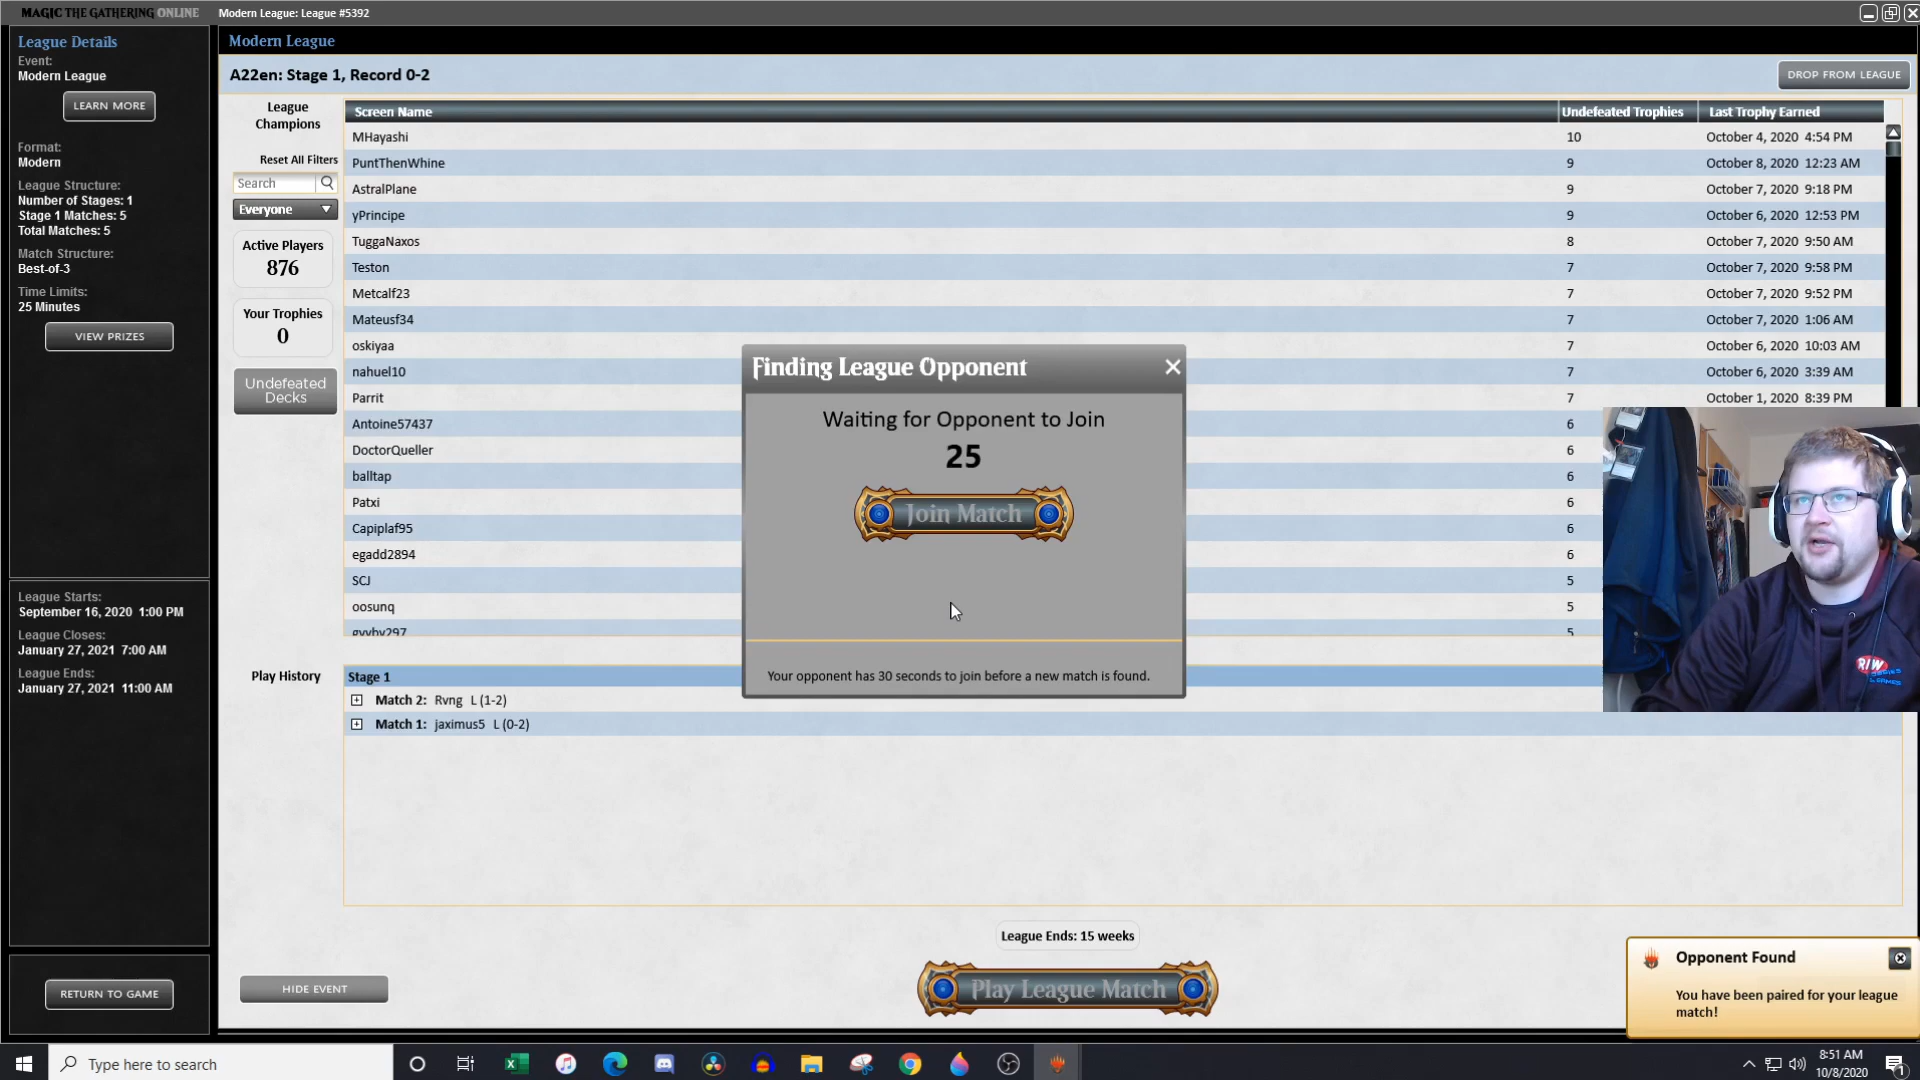 MAGIC THE GATHERING ONLINE
Modern League: League #5392
League Details
Event:
Modern League
LEARN MORE
Format:
Modern
League Structure:
Number of Stages: 1
Stage 1 Matches: 5
Total Matches: 5
Match Structure:
Best-of-3
Time Limits:
25 Minutes
VIEW PRIZES
League Starts:
September 16, 2020 1:00 PM
League Closes:
January 27, 2021 7:00 AM
League Ends:
January 27, 2021 11:00 AM
RETURN TO GAME
Modern League
A22en: Stage 1, Record 0-2
DROP FROM LEAGUE
League
Champions
Reset All Filters
Search
Everyone
Active Players
876
Your Trophies
0
Undefeated
Decks
Screen Name Undefeated Trophies Last Trophy Earned
MHayashi 10 October 4, 2020 4:54 PM
PuntThenWhine 9 October 8, 2020 12:23 AM
AstralPlane 9 October 7, 2020 9:18 PM
yPrincipe 9 October 6, 2020 12:53 PM
TuggaNaxos 8 October 7, 2020 9:50 AM
Teston 7 October 7, 2020 9:58 PM
Metcalf23 7 October 7, 2020 9:52 PM
Mateusf34 7 October 7, 2020 1:06 AM
oskiyaa 7 October 6, 2020 10:03 AM
nahuel10 7 October 6, 2020 3:39 AM
Parrit 7 October 1, 2020 8:39 PM
Antoine57437 6
DoctorQueller 6
balltap 6
Patxi 6
Capiplaf95 6
egadd2894 6
SCJ 5
oosunq 5
gyyby297 5
Finding League Opponent
Waiting for Opponent to Join
25
Join Match
Your opponent has 30 seconds to join before a new match is found.
RIW
Play History
Stage 1
Match 2: Rvng L (1-2)
Match 1: jaximus5 L (0-2)
League Ends: 15 weeks
HIDE EVENT
Play League Match
Opponent Found
You have been paired for your league
match!
Type here to search
8:51 AM
10/8/2020
1